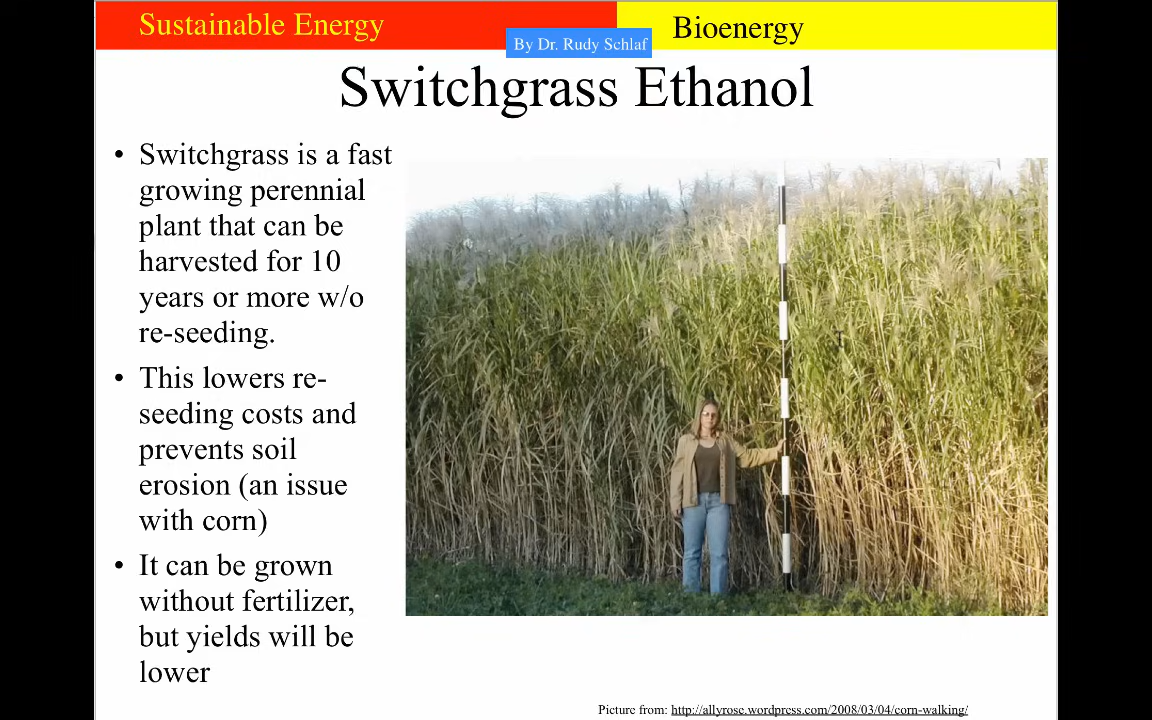 Sustainable Energy
Bioenergy
By Dr. Rudy Schlaf
Switchgrass Ethanol
• Switchgrass is a fast
growing perennial
plant that can be
harvested for 10
years or more w/o
re-seeding.
• This lowers re-
seeding costs and
prevents soil
erosion (an issue
with corn)
• It can be grown
without fertilizer,
but yields will be
lower
Picture from: http://allyrose.wordpress.com/2008/03/04/corn-walking/